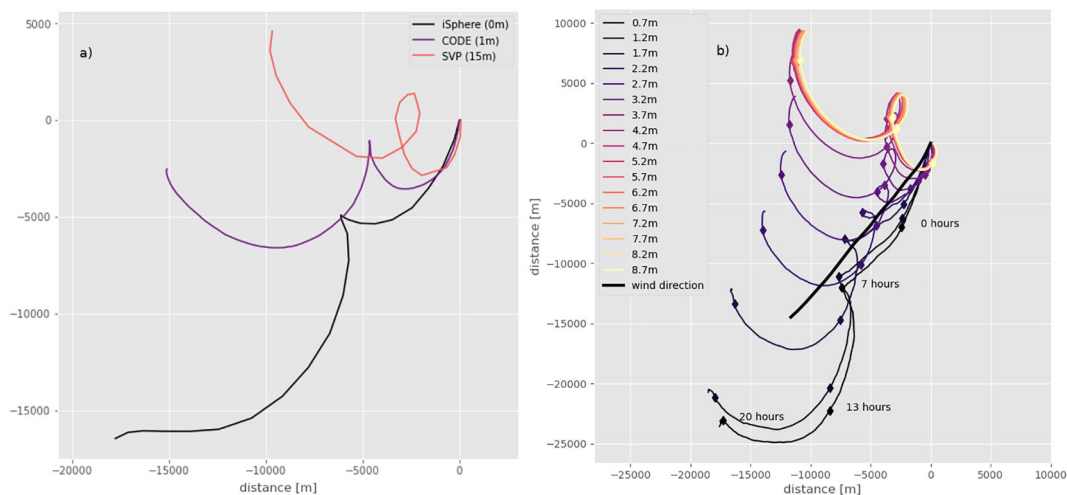 a)
iSphere (0m)
CODE (1m)
SVP (15m)
5000
0
−5000
−10000
−15000
−20000
−15000
−10000
−5000
0
distance [m]
b)
0.7m
1.2m
1.7m
2.2m
2.7m
3.2m
3.7m
4.2m
4.7m
5.2m
5.7m
6.2m
6.7m
7.2m
7.7m
8.2m
8.7m
wind direction
distance [m]
10000
5000
0
−5000
−10000
−15000
−20000
−25000
0 hours
7 hours
13 hours
20 hours
−25000
−20000
−15000
−10000
−5000
0
5000
10000
distance [m]